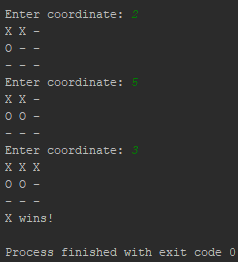 Enter coordinate: 2
X X -
O - -
- - -
Enter coordinate: 5
X X -
O O -
- - -
Enter coordinate: 3
X X X
O O -
- - -
X wins!
Process finished with exit code 0